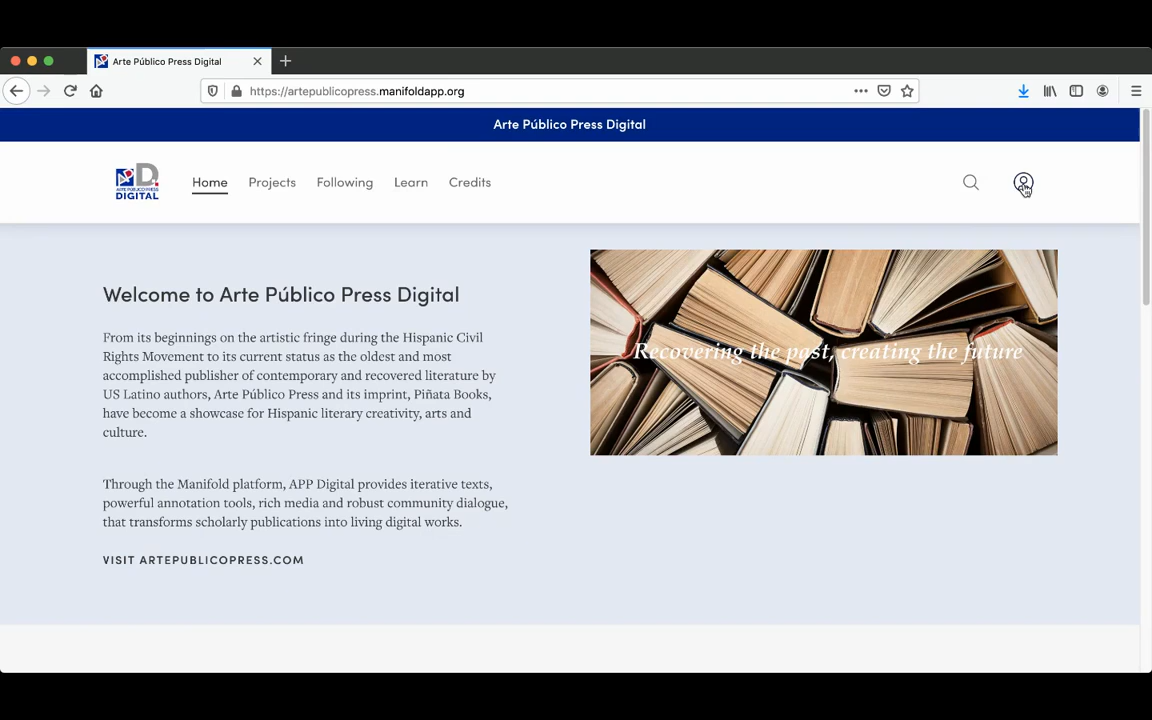 Arte Público Press Digital
https://artepublicopress.manifoldapp.org
Arte Público Press Digital
D.
ARTE PÚBLICO PRESS
DIGITAL
Home
Projects
Following
Learn
Credits
Welcome to Arte Público Press Digital
From its beginnings on the artistic fringe during the Hispanic Civil
Rights Movement to its current status as the oldest and most
accomplished publisher of contemporary and recovered literature by
US Latino authors, Arte Público Press and its imprint, Piñata Books,
have become a showcase for Hispanic literary creativity, arts and
culture.
Through the Manifold platform, APP Digital provides iterative texts,
powerful annotation tools, rich media and robust community dialogue,
that transforms scholarly publications into living digital works.
VISIT ARTEPUBLICOPRESS.COM
Recovering the past, creating the future